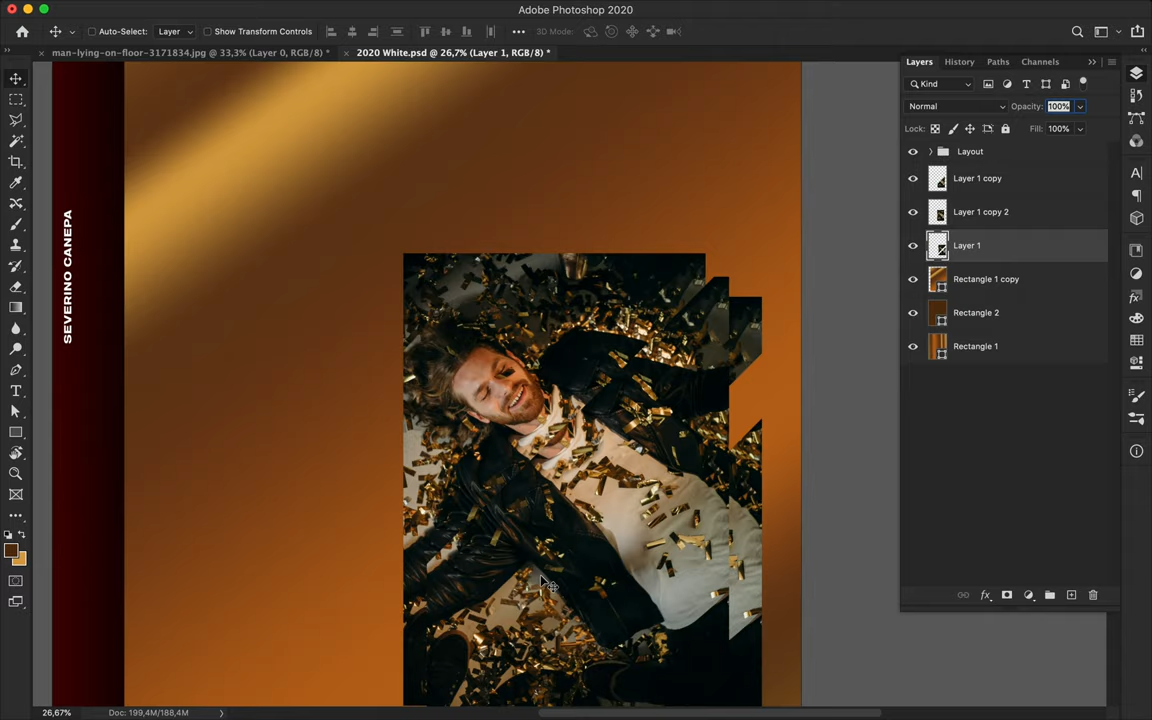 Adobe Photoshop 2020
Auto-Select: Layer Show Transform Controls 3D Mode:
man-lying-on-floor-3171834.jpg @ 33,3% (Layer 0, RGB/8) * 2020 White.psd @ 26,7% (Layer 1, RGB/8) *
Layers History Paths Channels
Kind
Normal Opacity: 100%
Lock: Fill: 100%
Layout
Layer 1 copy
Layer 1 copy 2
Layer 1
Rectangle 1 copy
Rectangle 2
Rectangle 1
SEVERINO CANEPA
26,67% Doc: 199,4M/188,4M